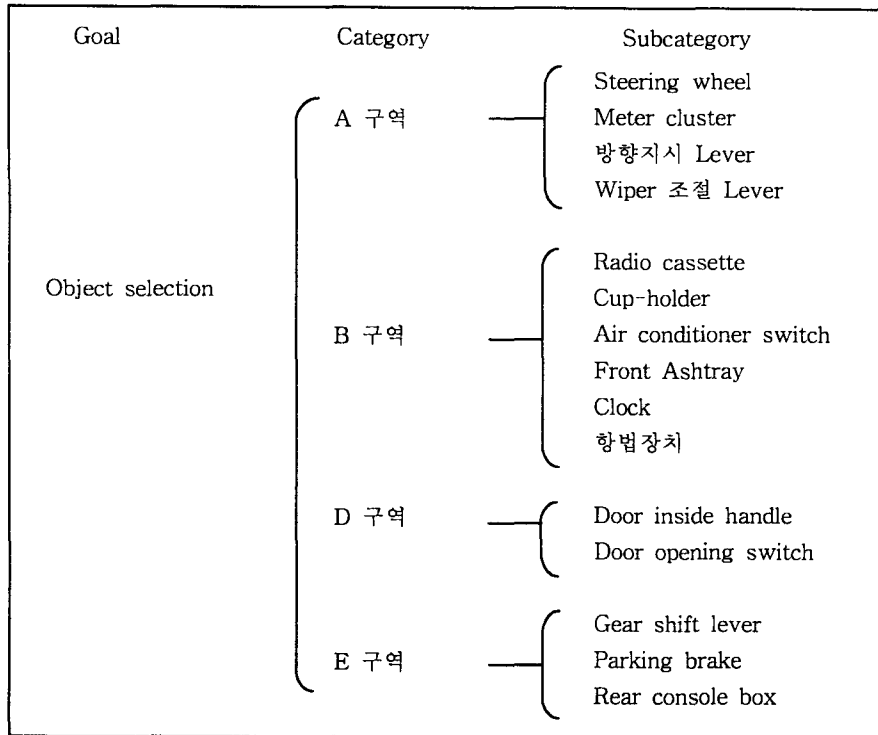 Goal Category Subcategory
Steering wheel
A 구역 Meter cluster
방향지시 Lever
Wiper 조절 Lever
Radio cassette
Object selection Cup-holder
B 구역 Air conditioner switch
Front Ashtray
Clock
항법장치
D 구역 Door inside handle
Door opening switch
Gear shift lever
E 구역 Parking brake
Rear console box